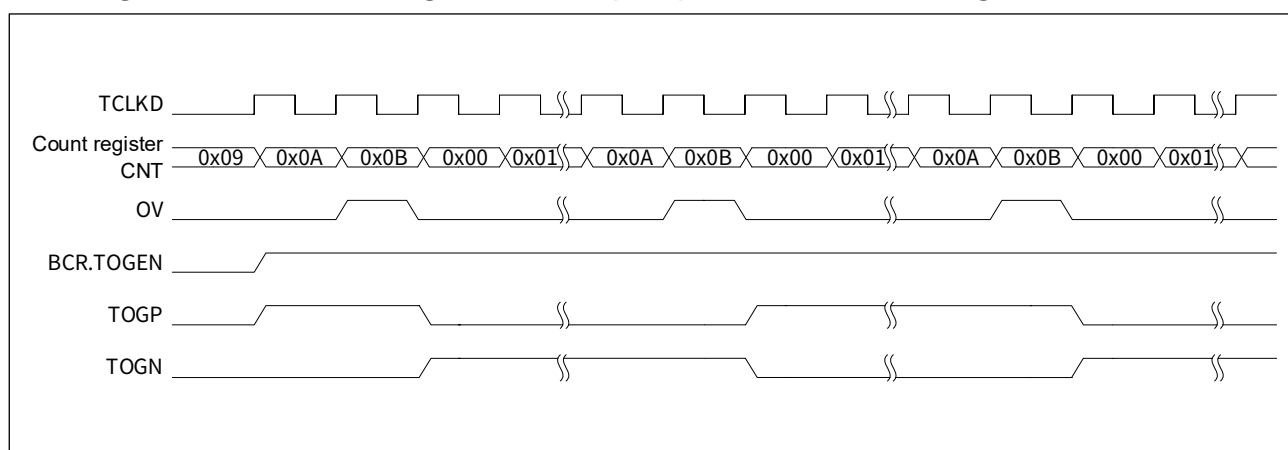 TCLKD
Count register
CNT
0x09 0x0A 0x0B 0x00 0x01 0x0A 0x0B 0x00 0x01 0x0A 0x0B 0x00 0x01
OV
BCR.TOGEN
TOGP
TOGN